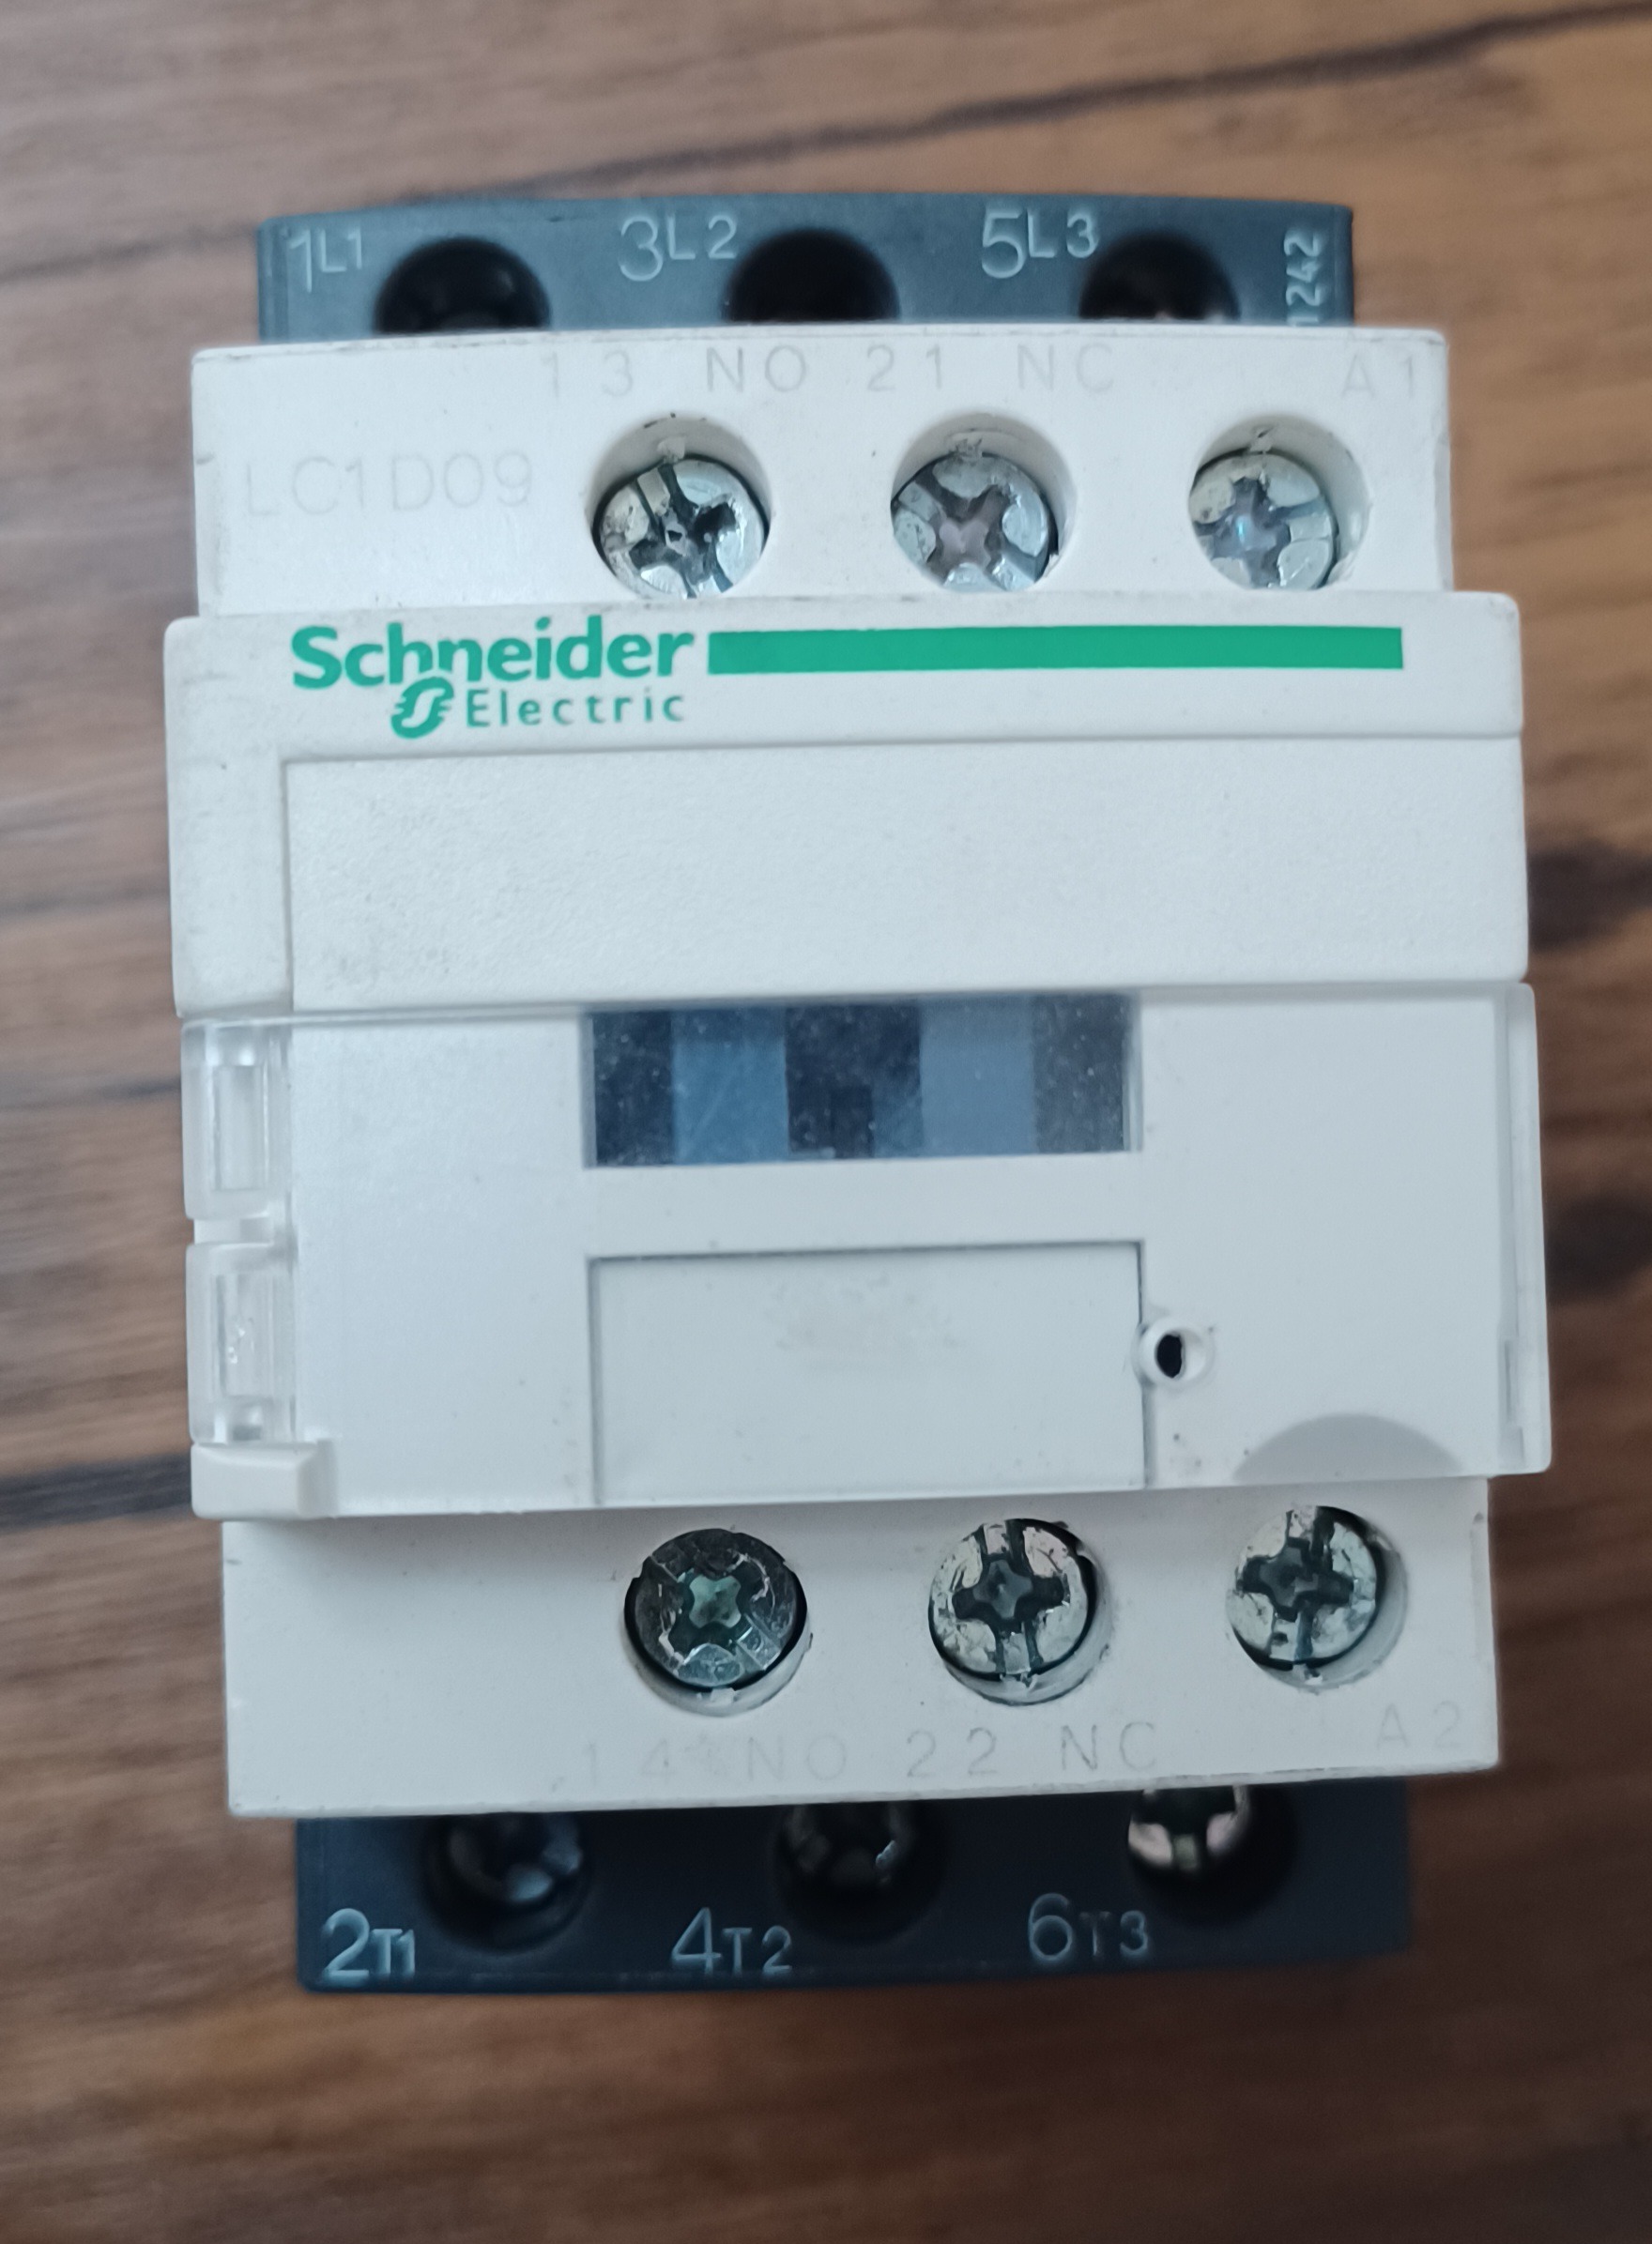 1L1 3L2 5L3
1242
13 NO 21 NC A1
LC1D09
Schneider
Electric
14 NO 22 NC A2
2T1 4T2 6T3